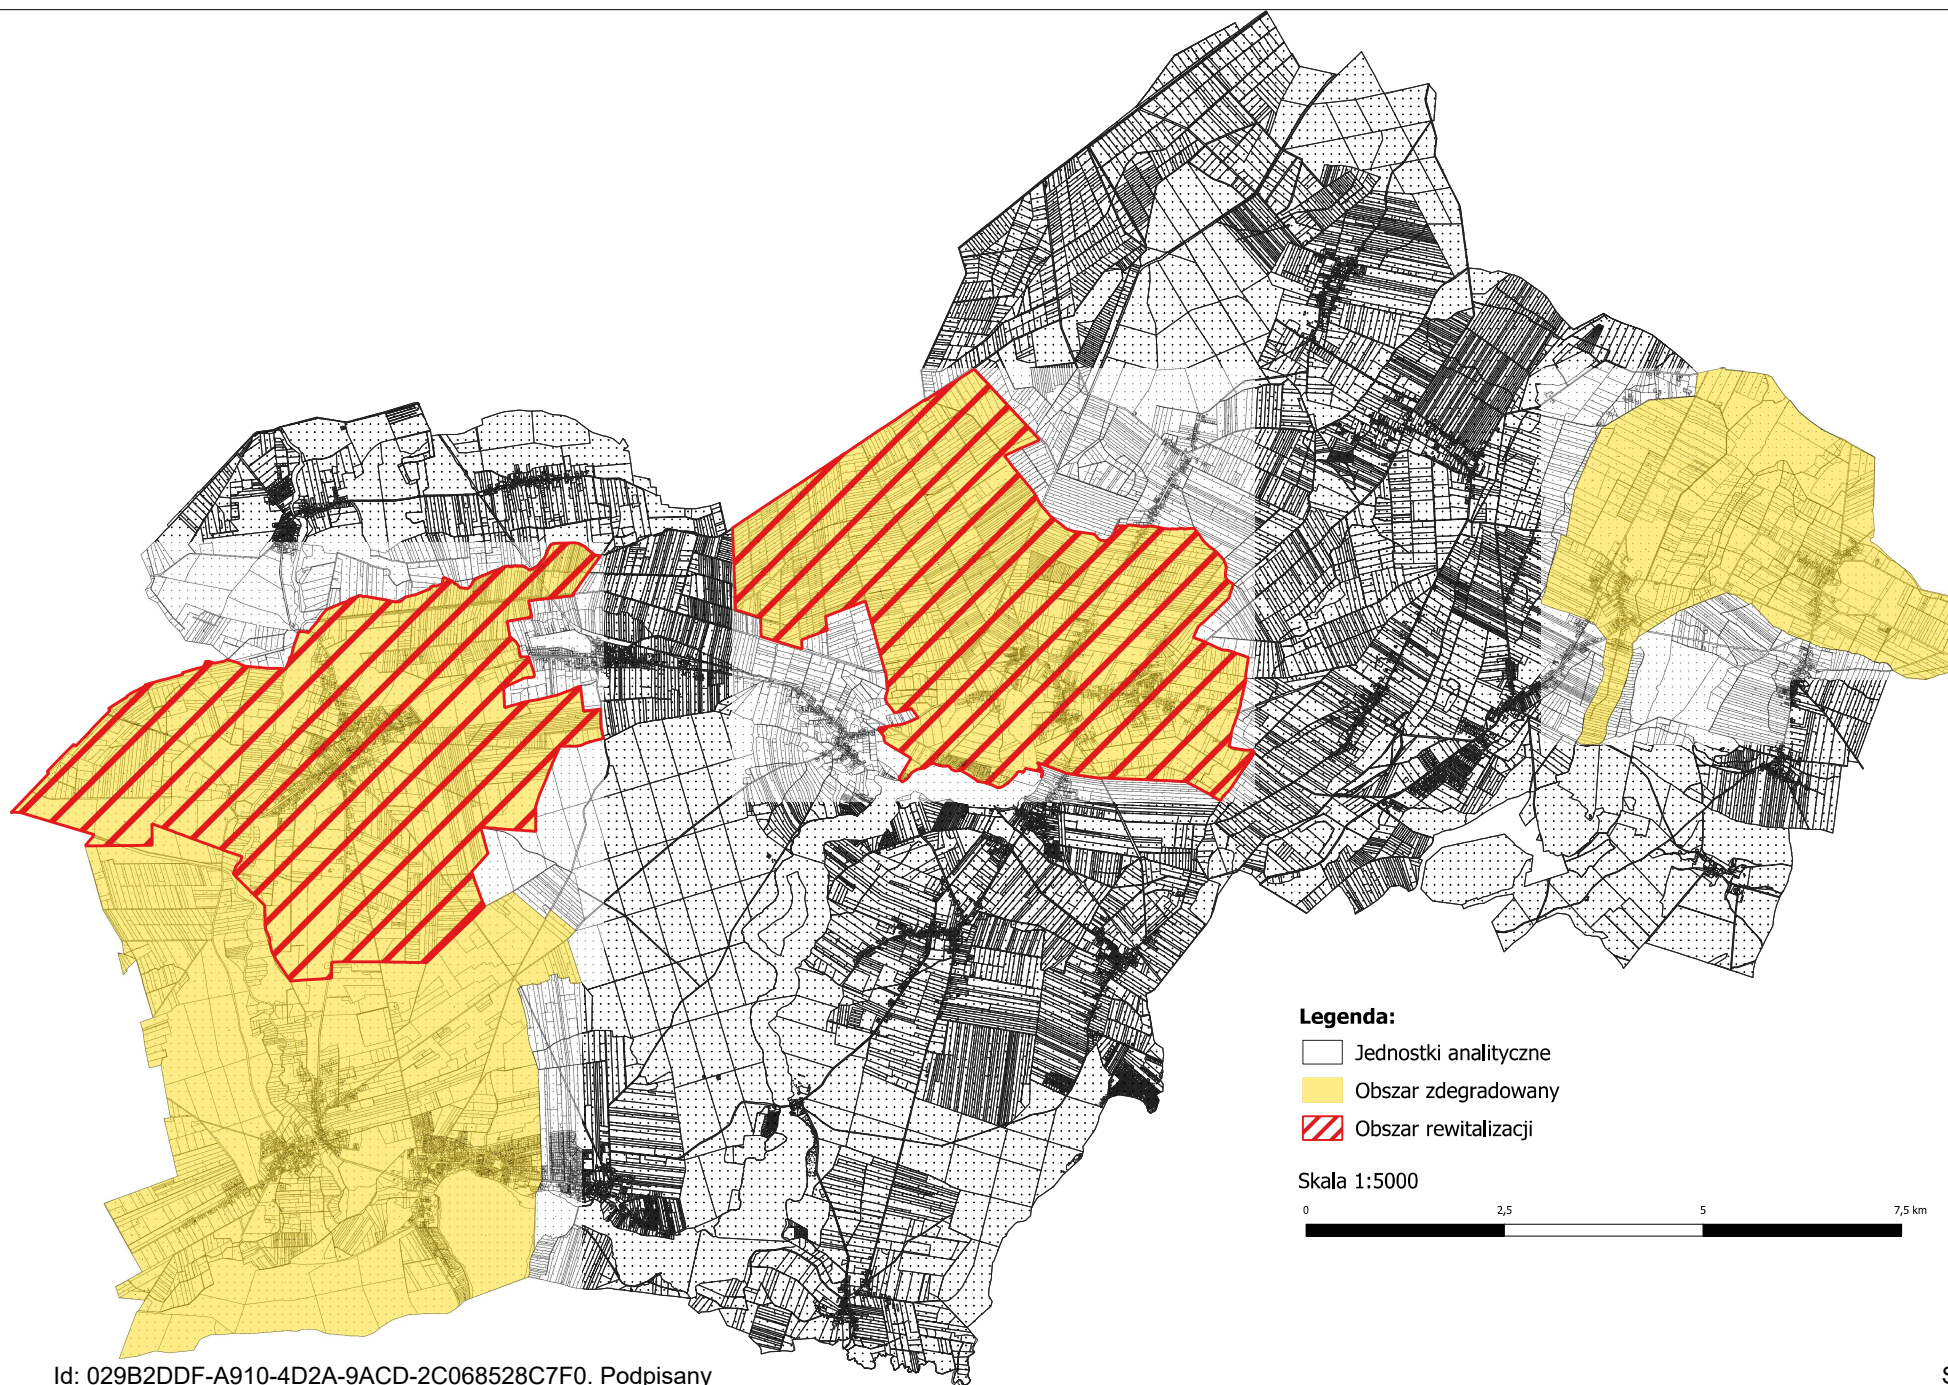 Legenda:
Jednostki analityczne
Obszar zdegradowany
Obszar rewitalizacji
Skala 1:5000
0 2,5 5 7,5 km
Id: 029B2DDF-A910-4D2A-9ACD-2C068528C7F0. Podpisany